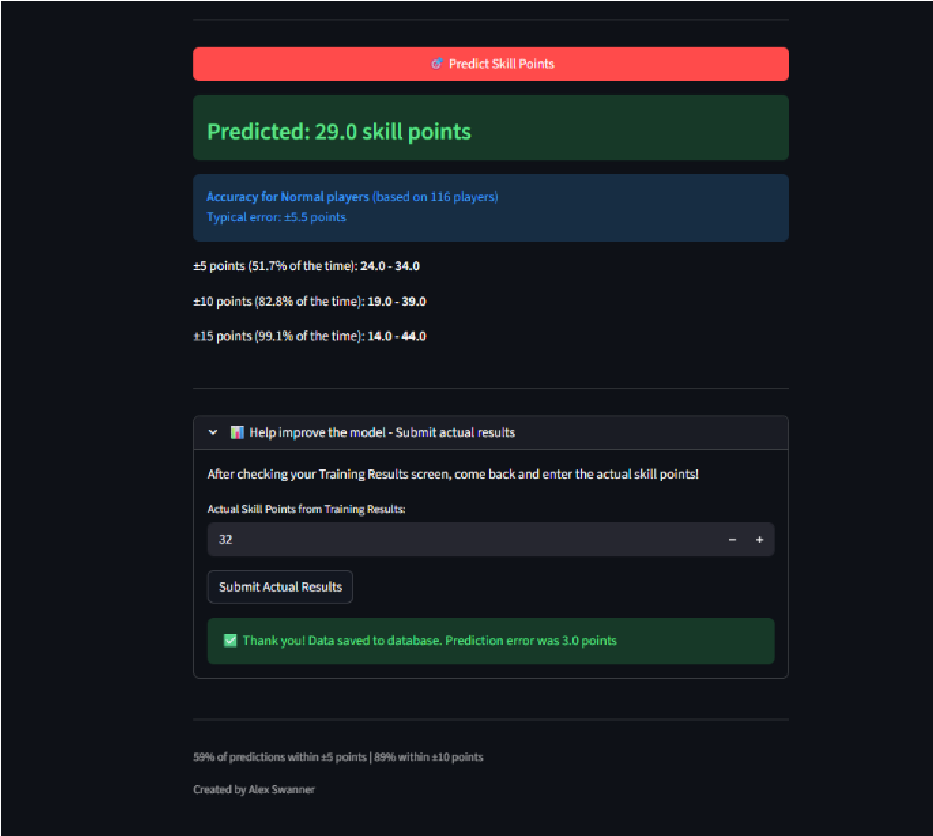 Predict Skill Points
Predicted: 29.0 skill points
Accuracy for Normal players (based on 116 players)
Typical error: ±5.5 points
±5 points (51.7% of the time): 24.0 - 34.0
±10 points (82.8% of the time): 19.0 - 39.0
±15 points (99.1% of the time): 14.0 - 44.0
Help improve the model - Submit actual results
After checking your Training Results screen, come back and enter the actual skill points!
Actual Skill Points from Training Results:
32
Submit Actual Results
Thank you! Data saved to database. Prediction error was 3.0 points
59% of predictions within ±5 points | 89% within ±10 points
Created by Alex Swanner